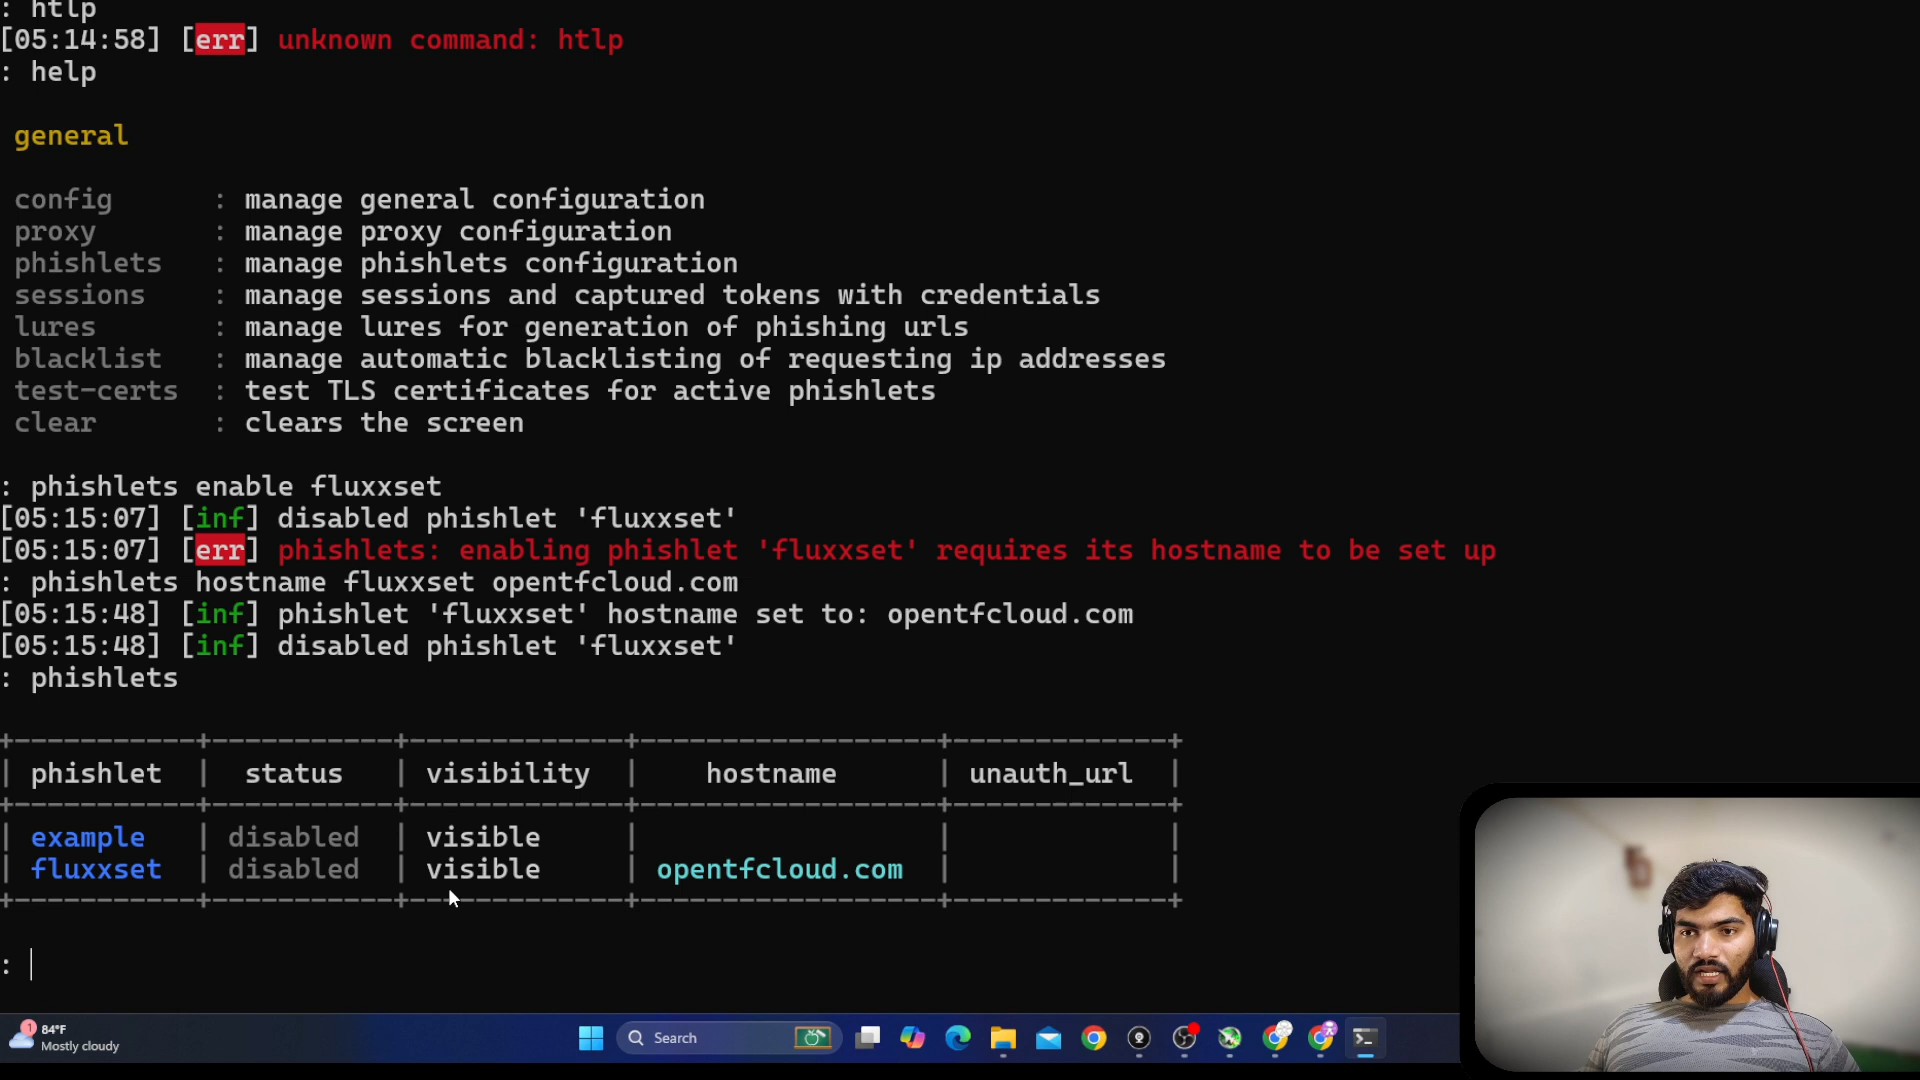 : htlp
[05:14:58] [err] unknown command: htlp
: help
general
config : manage general configuration
proxy : manage proxy configuration
phishlets : manage phishlets configuration
sessions : manage sessions and captured tokens with credentials
lures : manage lures for generation of phishing urls
blacklist : manage automatic blacklisting of requesting ip addresses
test-certs : test TLS certificates for active phishlets
clear : clears the screen
: phishlets enable fluxxset
[05:15:07] [inf] disabled phishlet 'fluxxset'
[05:15:07] [err] phishlets: enabling phishlet 'fluxxset' requires its hostname to be set up
: phishlets hostname fluxxset opentfcloud.com
[05:15:48] [inf] phishlet 'fluxxset' hostname set to: opentfcloud.com
[05:15:48] [inf] disabled phishlet 'fluxxset'
: phishlets
+-----------+-----------+-------------+------------------+-------------+
| phishlet | status | visibility | hostname | unauth_url |
+-----------+-----------+-------------+------------------+-------------+
| example | disabled | visible | | |
| fluxxset | disabled | visible | opentfcloud.com | |
+-----------+-----------+-------------+------------------+-------------+
:
1
84°F
Mostly cloudy
Search